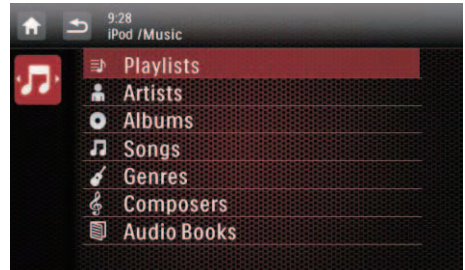 9:28
iPod /Music
Playlists
Artists
Albums
Songs
Genres
Composers
Audio Books